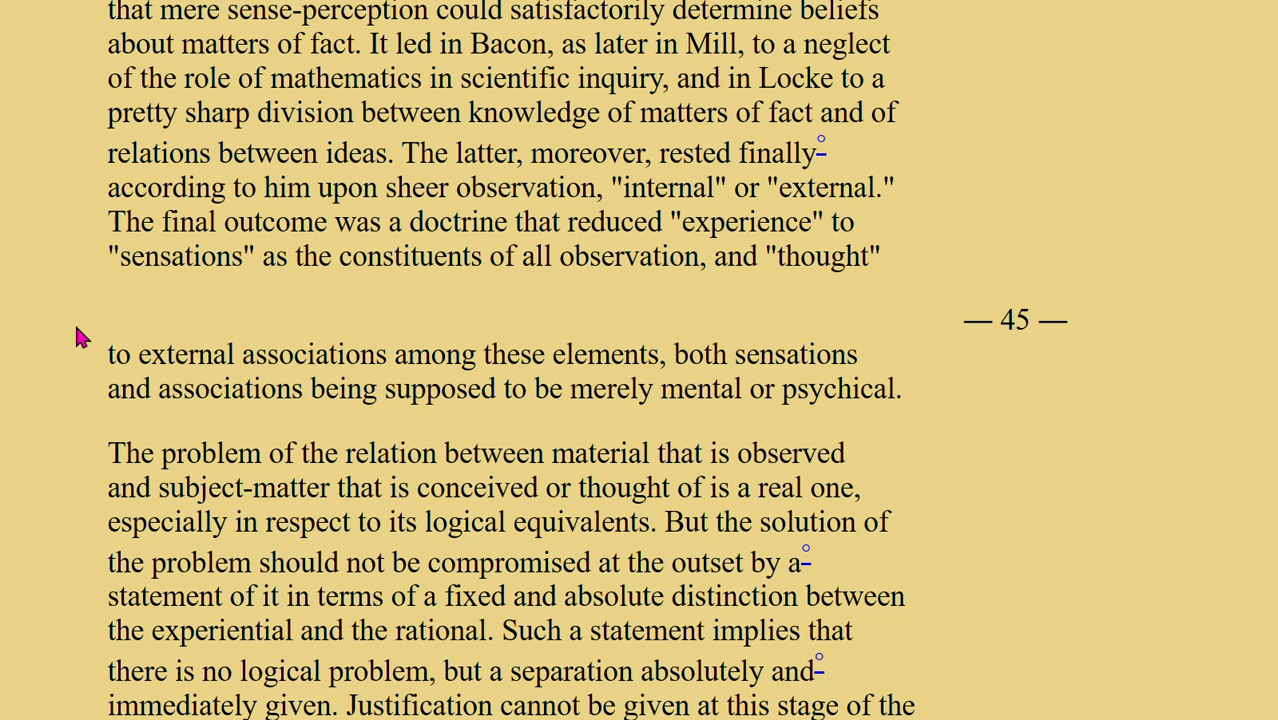 that mere sense-perception could satisfactorily determine beliefs
about matters of fact. It led in Bacon, as later in Mill, to a neglect
of the role of mathematics in scientific inquiry, and in Locke to a
pretty sharp division between knowledge of matters of fact and of
relations between ideas. The latter, moreover, rested finally°
according to him upon sheer observation, "internal" or "external."
The final outcome was a doctrine that reduced "experience" to
"sensations" as the constituents of all observation, and "thought"
— 45 —
to external associations among these elements, both sensations
and associations being supposed to be merely mental or psychical.
The problem of the relation between material that is observed
and subject-matter that is conceived or thought of is a real one,
especially in respect to its logical equivalents. But the solution of
the problem should not be compromised at the outset by a°
statement of it in terms of a fixed and absolute distinction between
the experiential and the rational. Such a statement implies that
there is no logical problem, but a separation absolutely and°
immediately given. Justification cannot be given at this stage of the